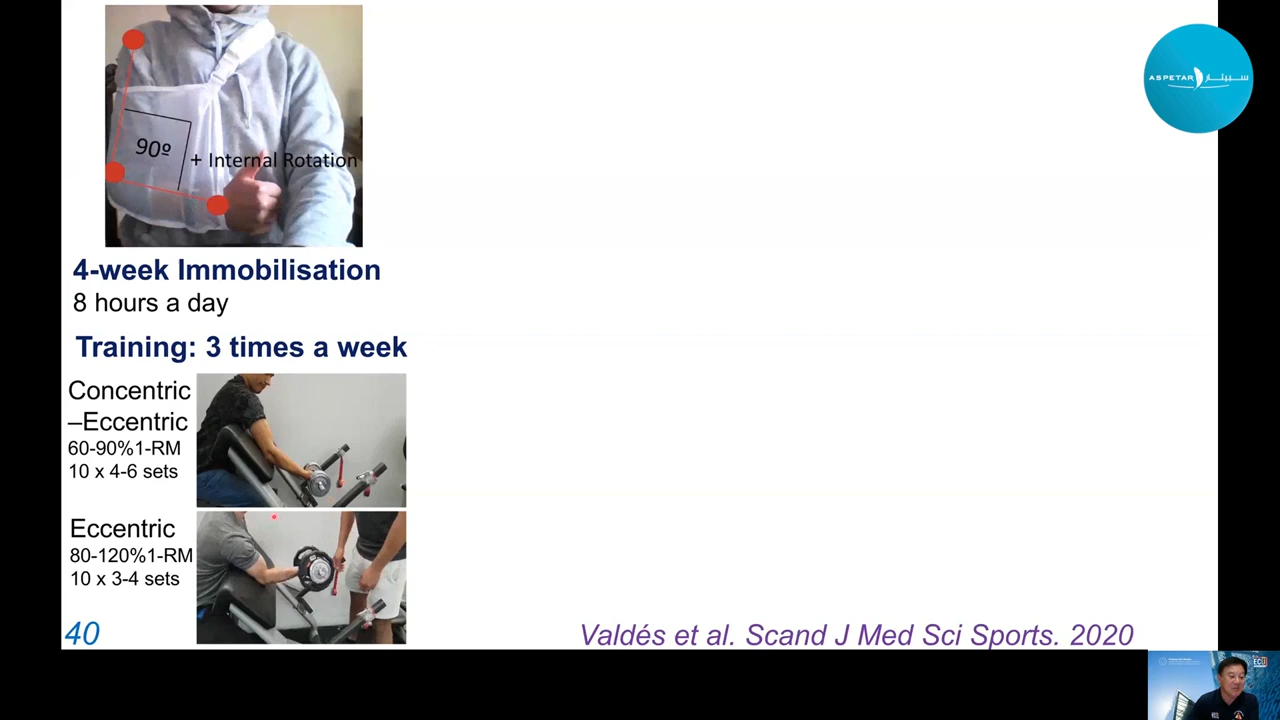 ASPETAR سبيتار
90º
+ Internal Rotation
4-week Immobilisation
8 hours a day
Training: 3 times a week
Concentric
–Eccentric
60-90%1-RM
10 x 4-6 sets
Eccentric
80-120%1-RM
10 x 3-4 sets
40
Valdés et al. Scand J Med Sci Sports. 2020
ECU